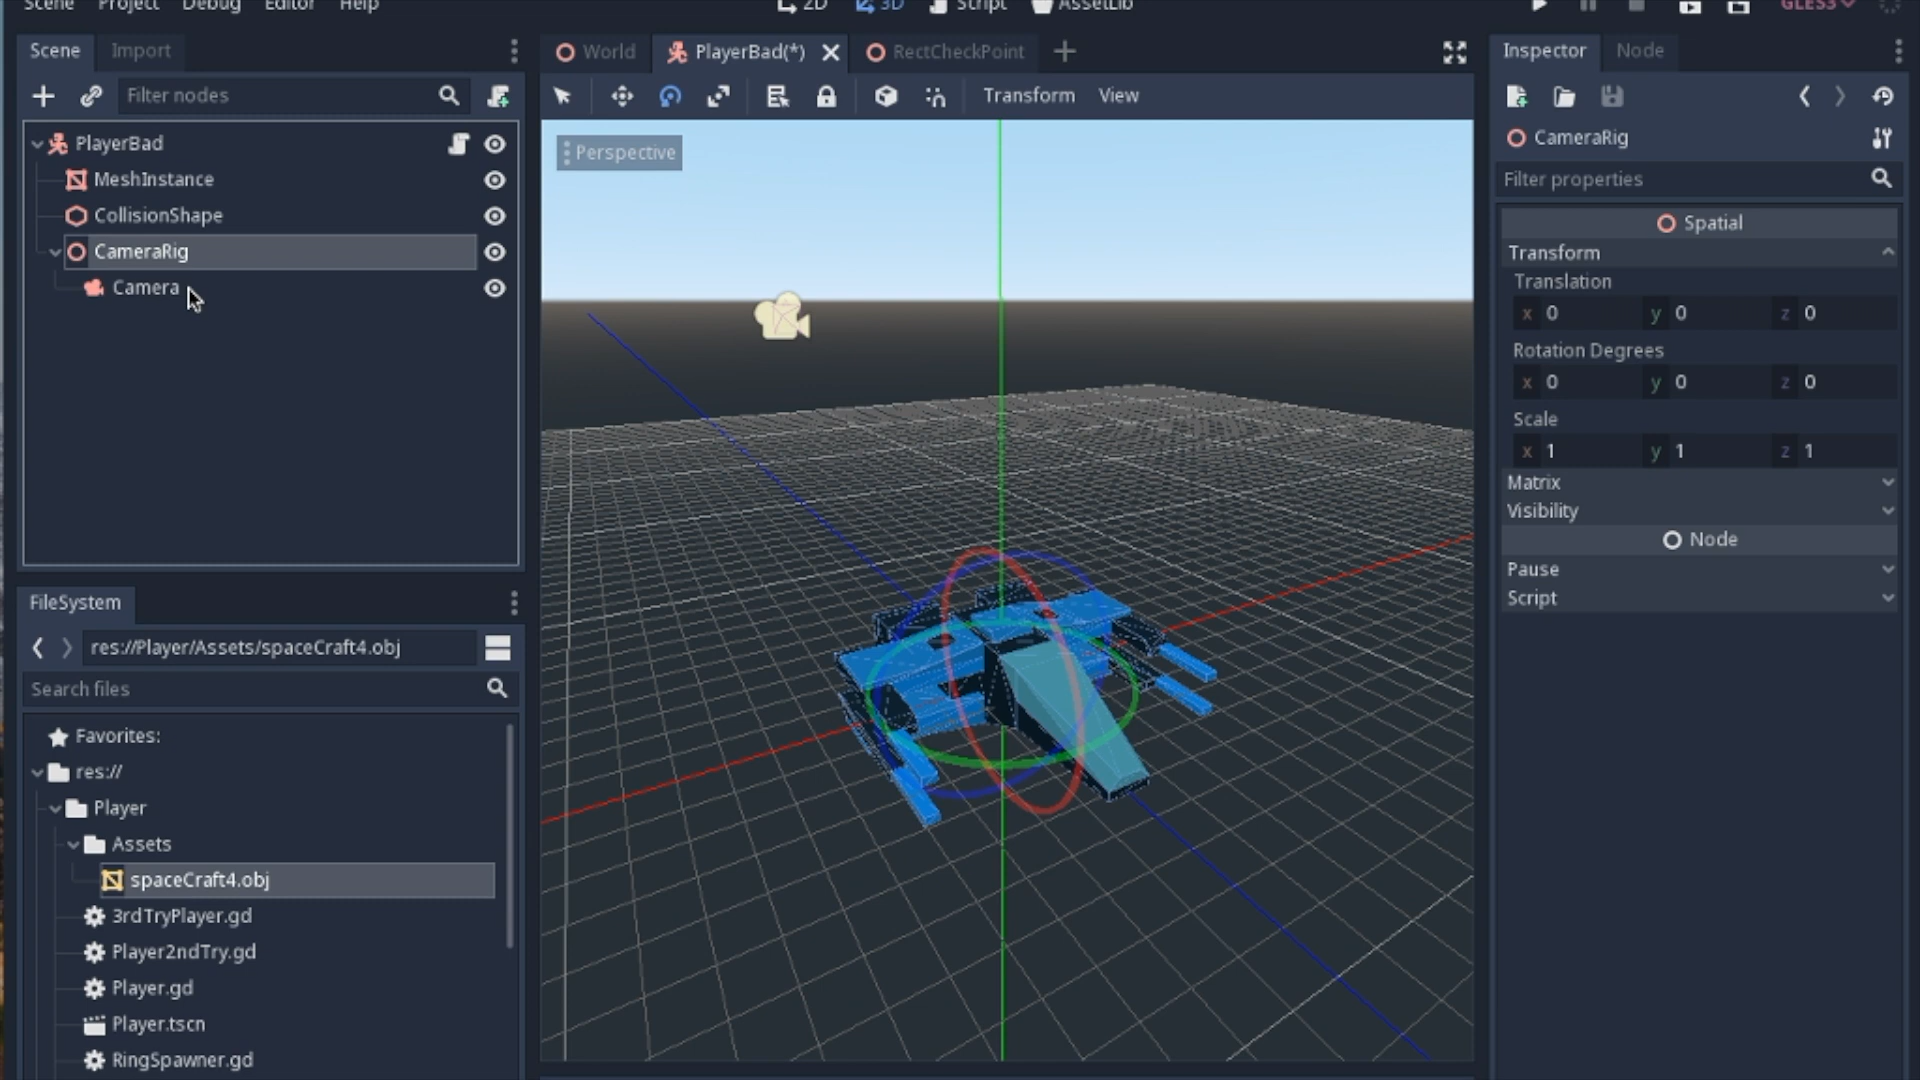 Scene Project Debug Editor Help
2D 3D Script AssetLib
GLES3
Scene Import
Filter nodes
PlayerBad
MeshInstance
CollisionShape
CameraRig
Camera
FileSystem
res://Player/Assets/spaceCraft4.obj
Search files
Favorites:
res://
Player
Assets
spaceCraft4.obj
3rdTryPlayer.gd
Player2ndTry.gd
Player.gd
Player.tscn
RingSpawner.gd
World PlayerBad(*) RectCheckPoint
Transform View
Perspective
Inspector Node
CameraRig
Filter properties
Spatial
Transform
Translation
x 0 y 0 z 0
Rotation Degrees
x 0 y 0 z 0
Scale
x 1 y 1 z 1
Matrix
Visibility
Node
Pause
Script